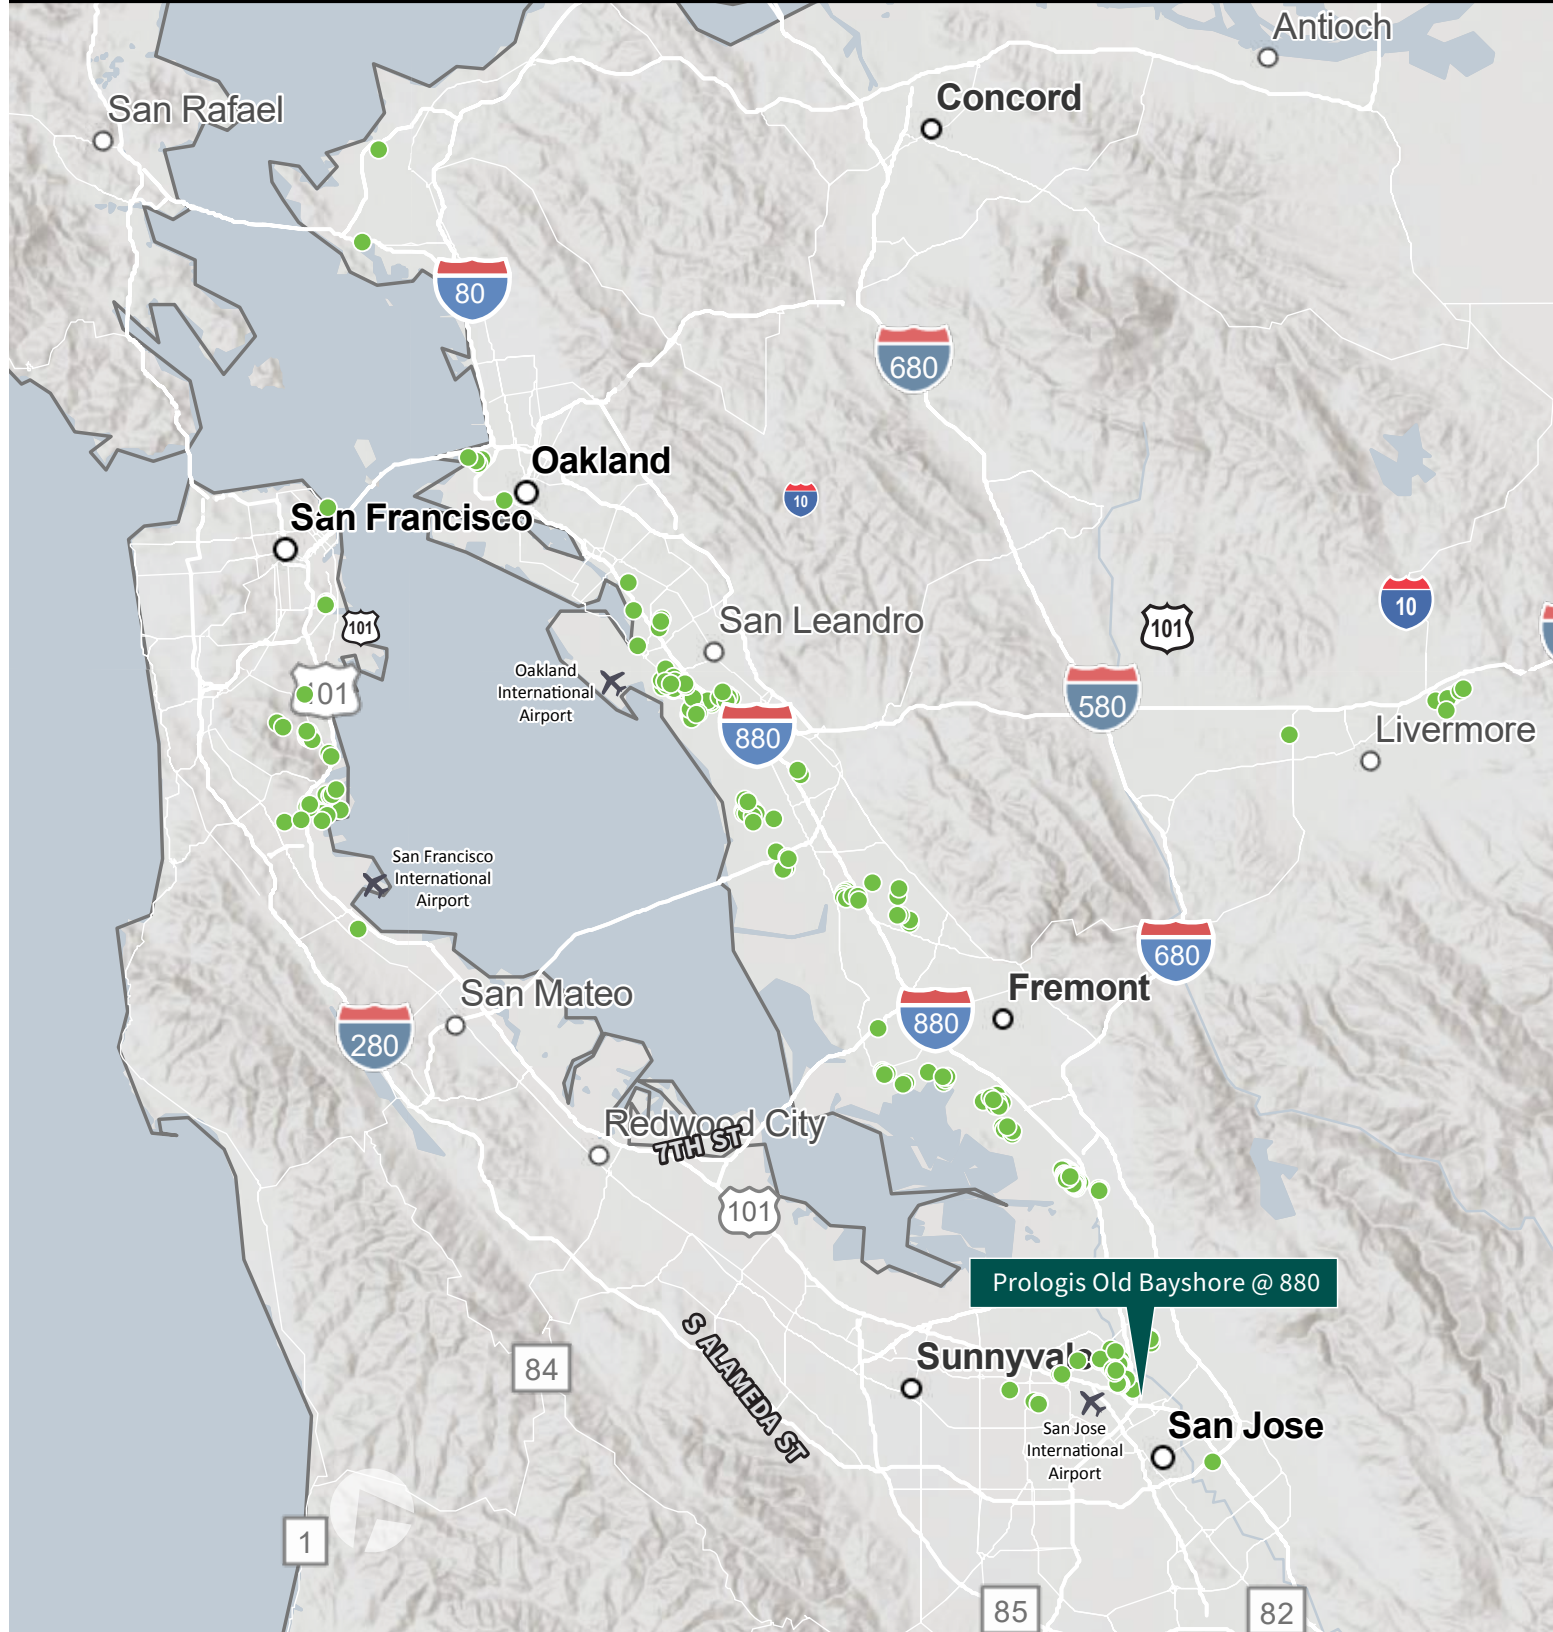 Antioch
Concord
San Rafael
80
680
Oakland
10
San Francisco
10
101
San Leandro
101
Oakland
International
Airport
101
580
880
Livermore
San Francisco
International
Airport
680
Fremont
San Mateo
880
280
Redwood City
7TH ST
101
Prologis Old Bayshore @ 880
S ALAMEDA ST
Sunnyvale
84
San Jose
San Jose
International
Airport
1
85
82